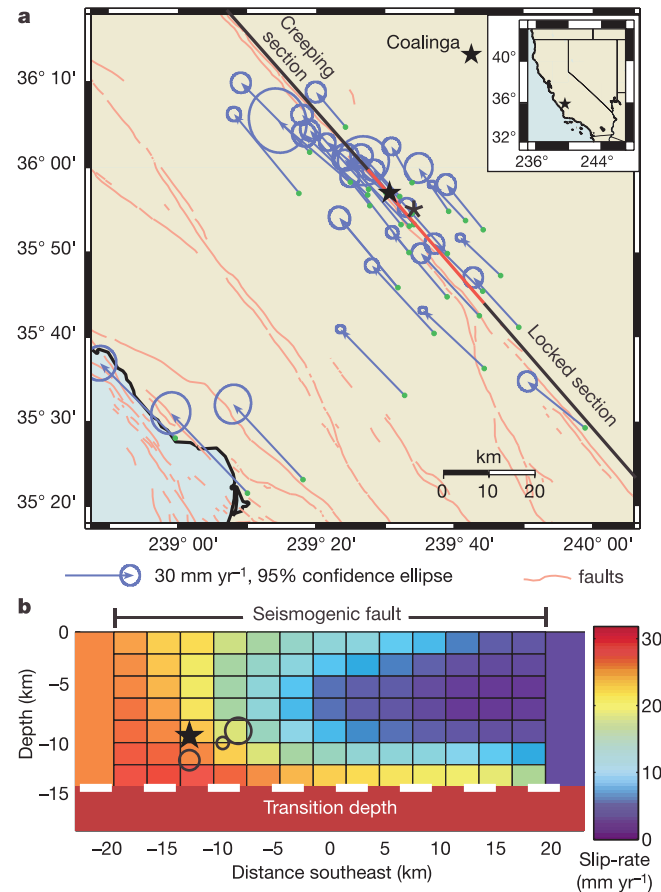 a
Coalinga
Creeping section
40°
36°
32°
236° 244°
36° 10'
36° 00'
35° 50'
35° 40'
35° 30'
35° 20'
Locked section
km
0 10 20
239° 00' 239° 20' 239° 40' 240° 00'
30 mm yr⁻¹, 95% confidence ellipse
faults
b
Seismogenic fault
0
–5
–10
–15
Depth (km)
Transition depth
–20 –15 –10 –5 0 5 10 15 20
Distance southeast (km)
30
20
10
0
Slip-rate
(mm yr⁻¹)